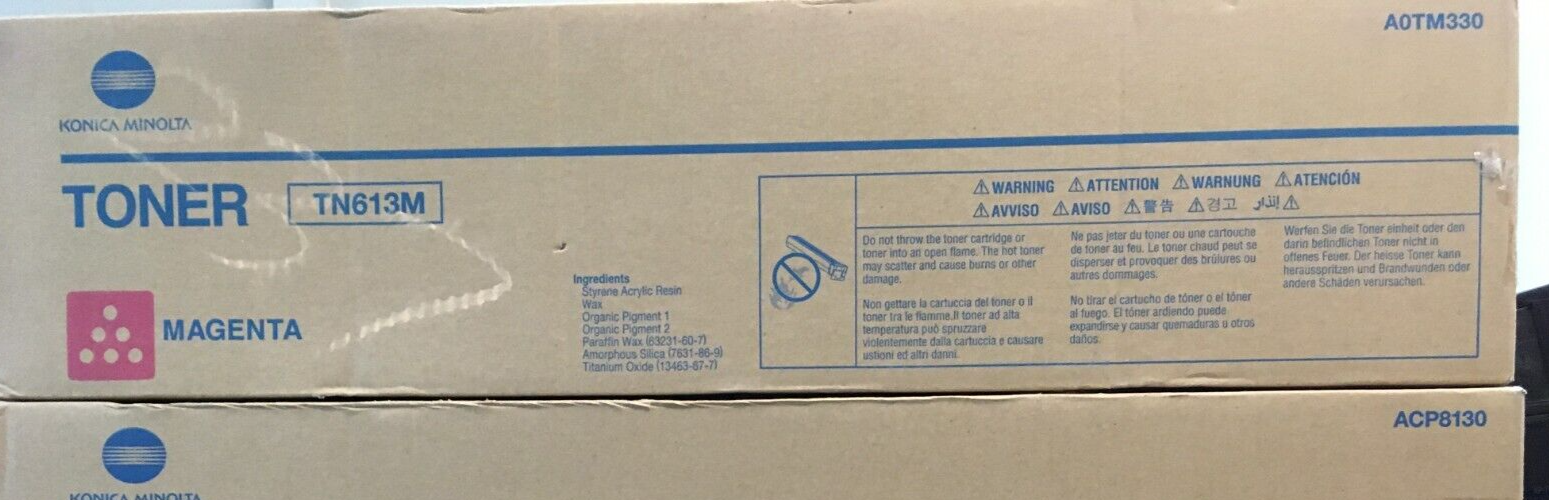 A0TM330
KONICA MINOLTA
TONER
TN613M
MAGENTA
Ingredients
Styrene Acrylic Resin
Wax
Organic Pigment 1
Organic Pigment 2
Paraffin Wax (63231-60-7)
Amorphous Silica (7631-86-9)
Titanium Oxide (13463-67-7)
⚠WARNING ⚠ATTENTION ⚠WARNUNG ⚠ATENCIÓN
⚠AVVISO ⚠AVISO ⚠警告 ⚠경고 إنذار⚠
Do not throw the toner cartridge or
toner into an open flame. The hot toner
may scatter and cause burns or other
damage.
Non gettare la cartuccia del toner o il
toner tra le fiamme.Il toner ad alta
temperatura può spruzzare
violentemente dalla cartuccia e causare
ustioni ed altri danni.
Ne pas jeter du toner ou une cartouche
de toner au feu. Le toner chaud peut se
disperser et provoquer des brûlures ou
autres dommages.
No tirar el cartucho de tóner o el tóner
al fuego. El tóner ardiendo puede
expandirse y causar quemaduras u otros
daños.
Werfen Sie die Toner einheit oder den
darin befindlichen Toner nicht in
offenes Feuer. Der heisse Toner kann
herausspritzen und Brandwunden oder
andere Schäden verursachen.
ACP8130
KONICA MINOLTA